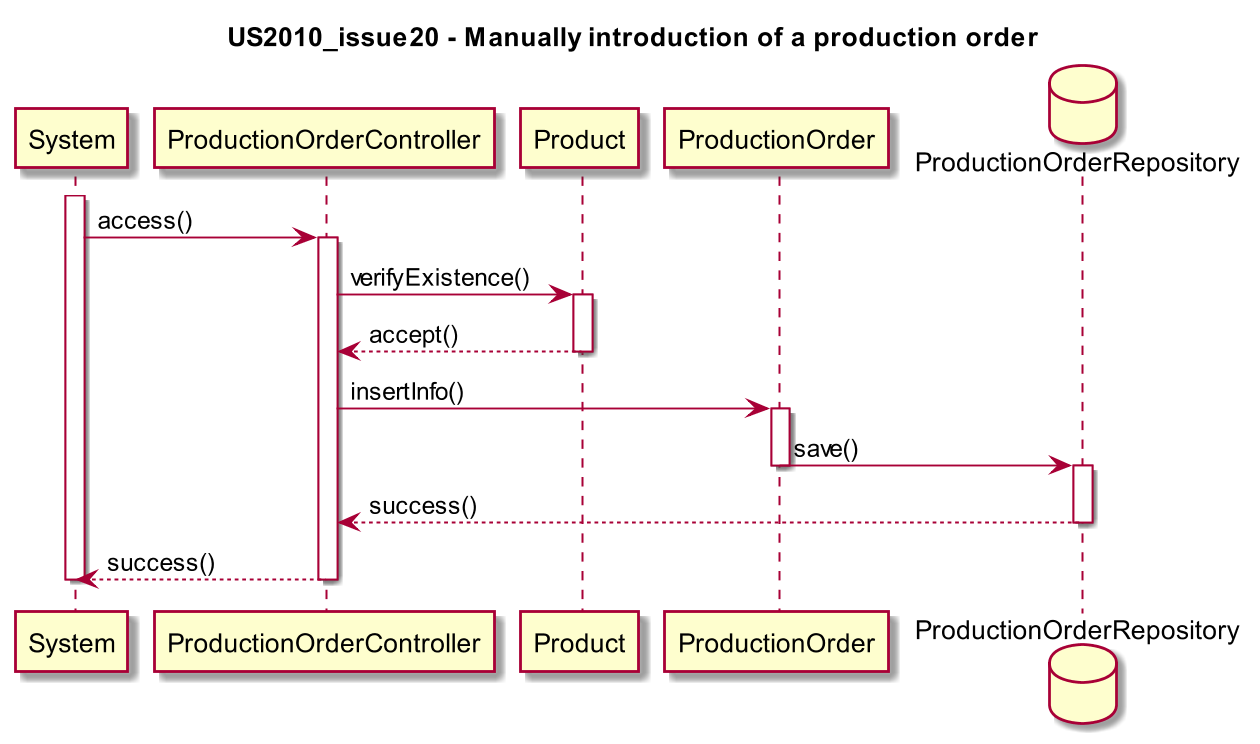 US2010_issue20 - Manually introduction of a production order
System
ProductionOrderController
Product
ProductionOrder
ProductionOrderRepository
access()
verifyExistence()
accept()
insertInfo()
save()
success()
success()
System
ProductionOrderController
Product
ProductionOrder
ProductionOrderRepository